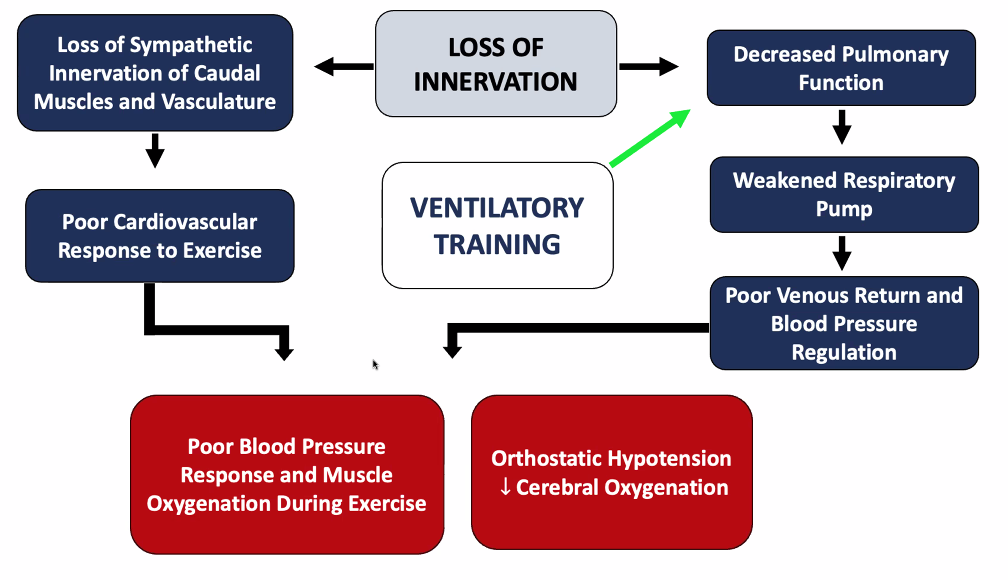 Loss of Sympathetic
Innervation of Caudal
Muscles and Vasculature
LOSS OF
INNERVATION
Decreased Pulmonary
Function
Poor Cardiovascular
Response to Exercise
VENTILATORY
TRAINING
Weakened Respiratory
Pump
Poor Venous Return and
Blood Pressure
Regulation
Poor Blood Pressure
Response and Muscle
Oxygenation During Exercise
Orthostatic Hypotension
↓ Cerebral Oxygenation